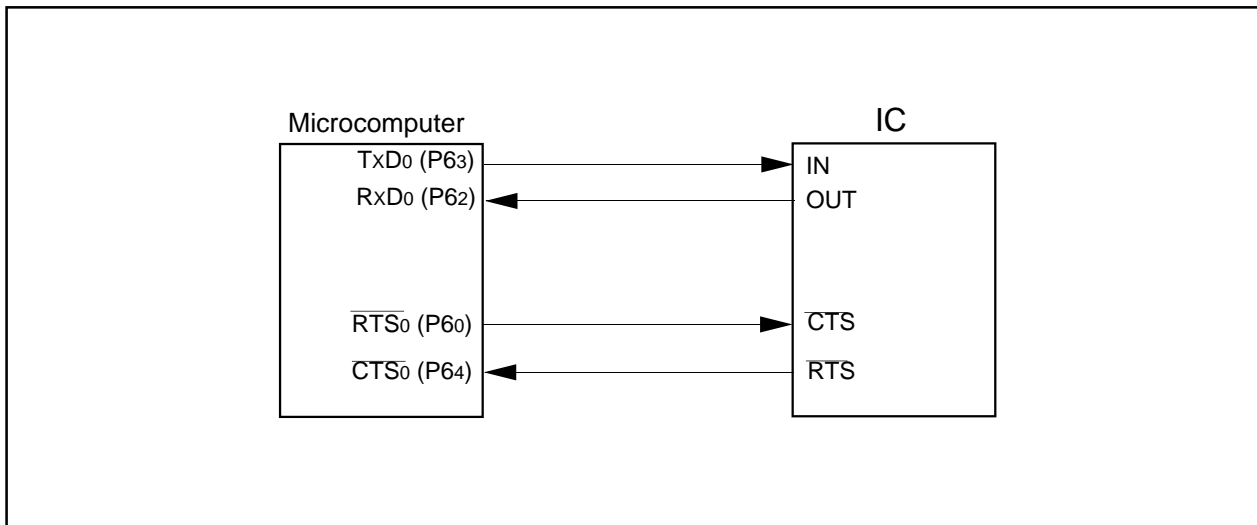 Microcomputer
IC
TxD0 (P63)
IN
RxD0 (P62)
OUT
RTS0 (P60)
CTS
CTS0 (P64)
RTS